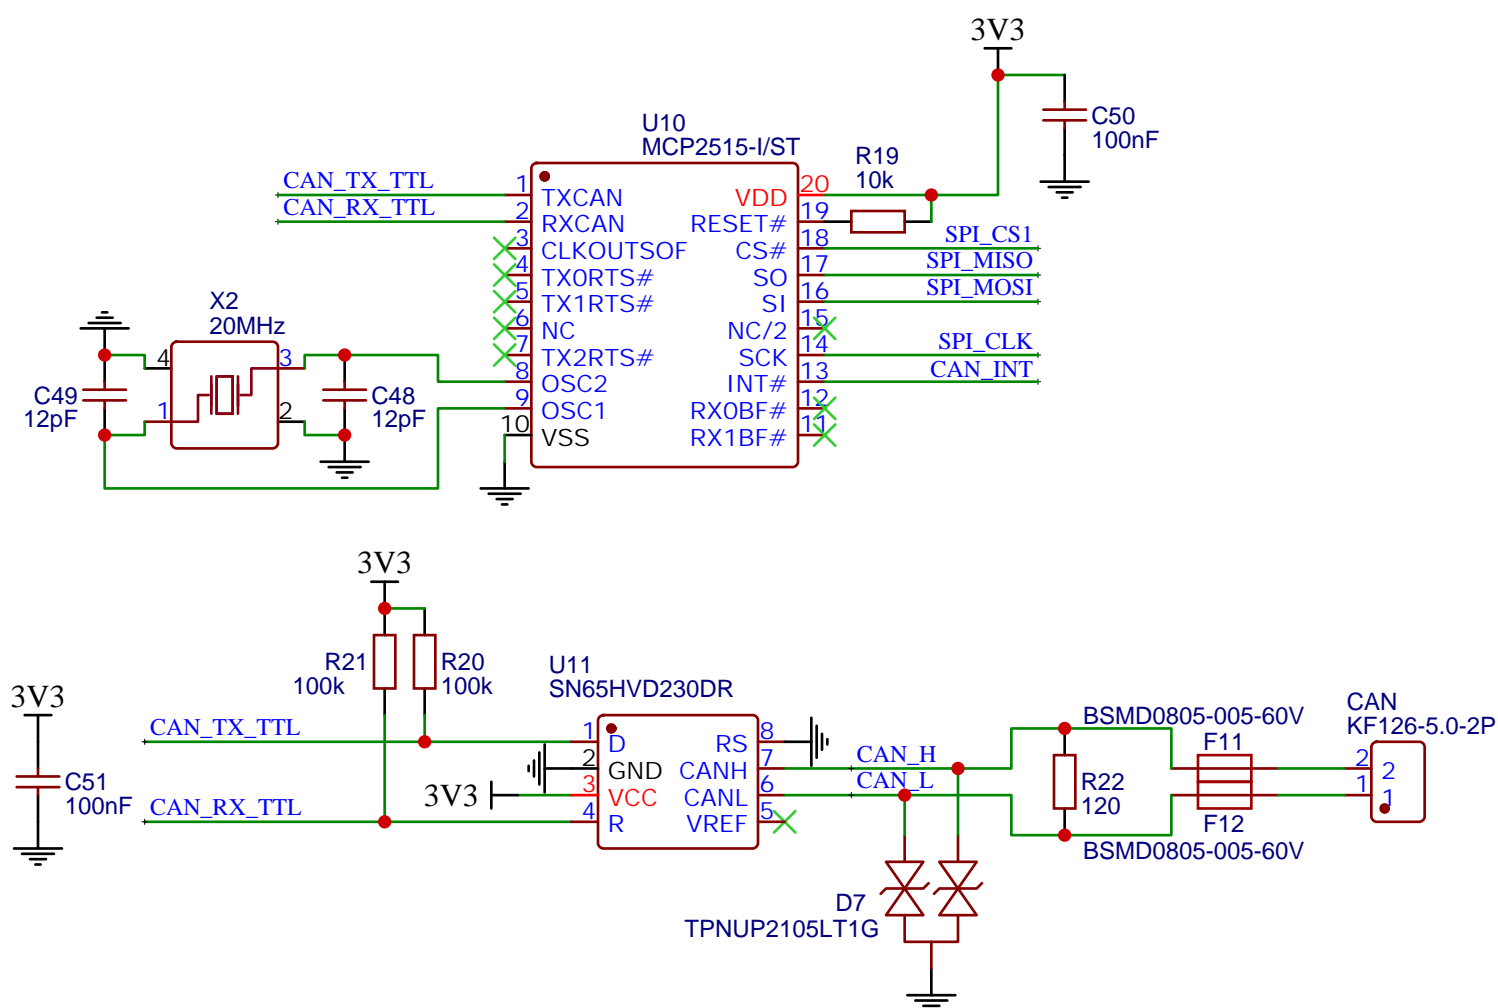 3V3
C50
100nF
U10
MCP2515-I/ST
R19
10k
CAN_TX_TTL
CAN_RX_TTL
1 TXCAN
2 RXCAN
3 CLKOUTSOF
4 TX0RTS#
5 TX1RTS#
6 NC
7 TX2RTS#
8 OSC2
9 OSC1
10 VSS
VDD 20
RESET# 19
CS# 18
SO 17
SI 16
NC/2 15
SCK 14
INT# 13
RX0BF# 12
RX1BF# 11
SPI_CS1
SPI_MISO
SPI_MOSI
SPI_CLK
CAN_INT
X2
20MHz
4 3
1 2
C49
12pF
C48
12pF
3V3
R21
100k
R20
100k
3V3
C51
100nF
CAN_TX_TTL
CAN_RX_TTL
3V3
U11
SN65HVD230DR
1 D
2 GND
3 VCC
4 R
RS 8
CANH 7
CANL 6
VREF 5
CAN_H
CAN_L
D7
TPNUP2105LT1G
R22
120
BSMD0805-005-60V
F11
F12
BSMD0805-005-60V
CAN
KF126-5.0-2P
2 2
1 1